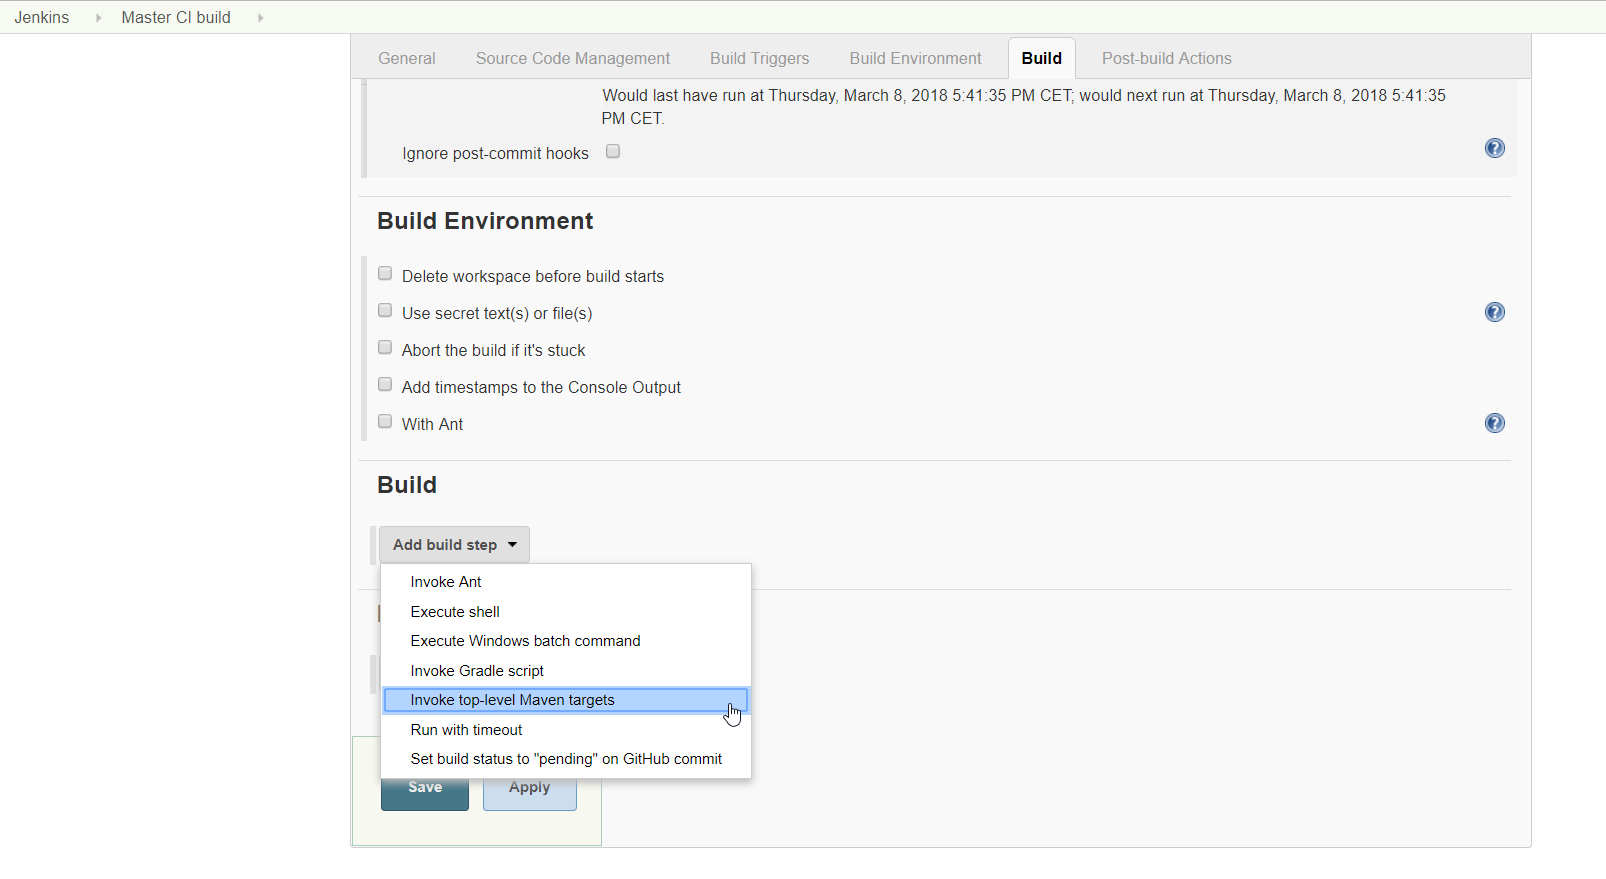 Jenkins Master CI build
General Source Code Management Build Triggers Build Environment Build Post-build Actions
Would last have run at Thursday, March 8, 2018 5:41:35 PM CET; would next run at Thursday, March 8, 2018 5:41:35
PM CET.
Ignore post-commit hooks
Build Environment
Delete workspace before build starts
Use secret text(s) or file(s)
Abort the build if it's stuck
Add timestamps to the Console Output
With Ant
Build
Add build step
Invoke Ant
Execute shell
Execute Windows batch command
Invoke Gradle script
Invoke top-level Maven targets
Run with timeout
Set build status to "pending" on GitHub commit
Save Apply